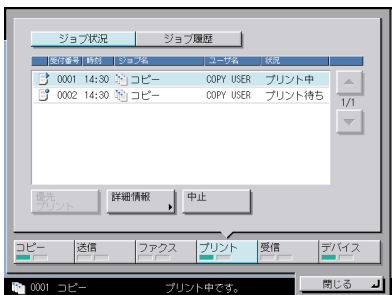 ジョブ状況 ジョブ履歴
受付番号 時刻 ジョブ名 ユーザ名 状況
0001 14:30 コピー COPY USER プリント中
0002 14:30 コピー COPY USER プリント待ち
1/1
優先
プリント 詳細情報 中止
コピー 送信 ファクス プリント 受信 デバイス
0001 コピー プリント中です。 閉じる